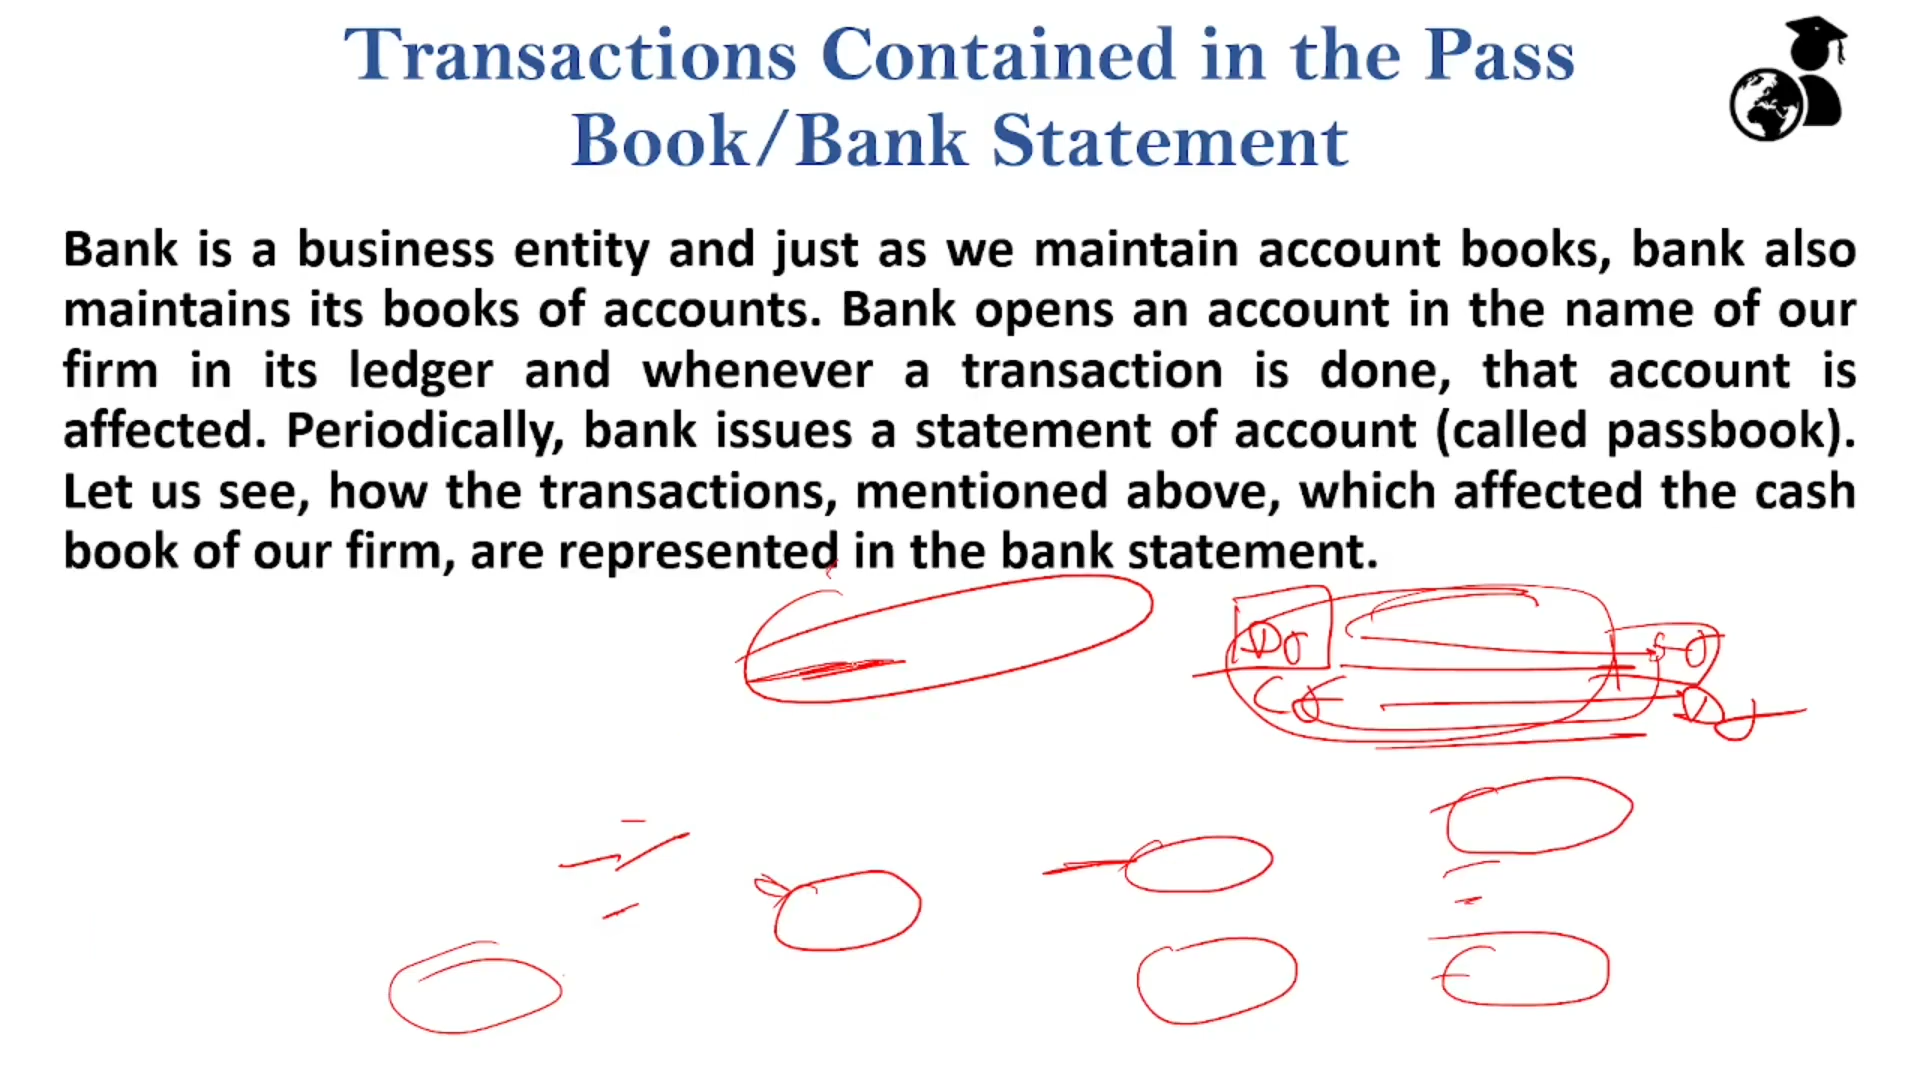 Transactions Contained in the Pass
Book/Bank Statement
Bank is a business entity and just as we maintain account books, bank also
maintains its books of accounts. Bank opens an account in the name of our
firm in its ledger and whenever a transaction is done, that account is
affected. Periodically, bank issues a statement of account (called passbook).
Let us see, how the transactions, mentioned above, which affected the cash
book of our firm, are represented in the bank statement.
Dr
Cr